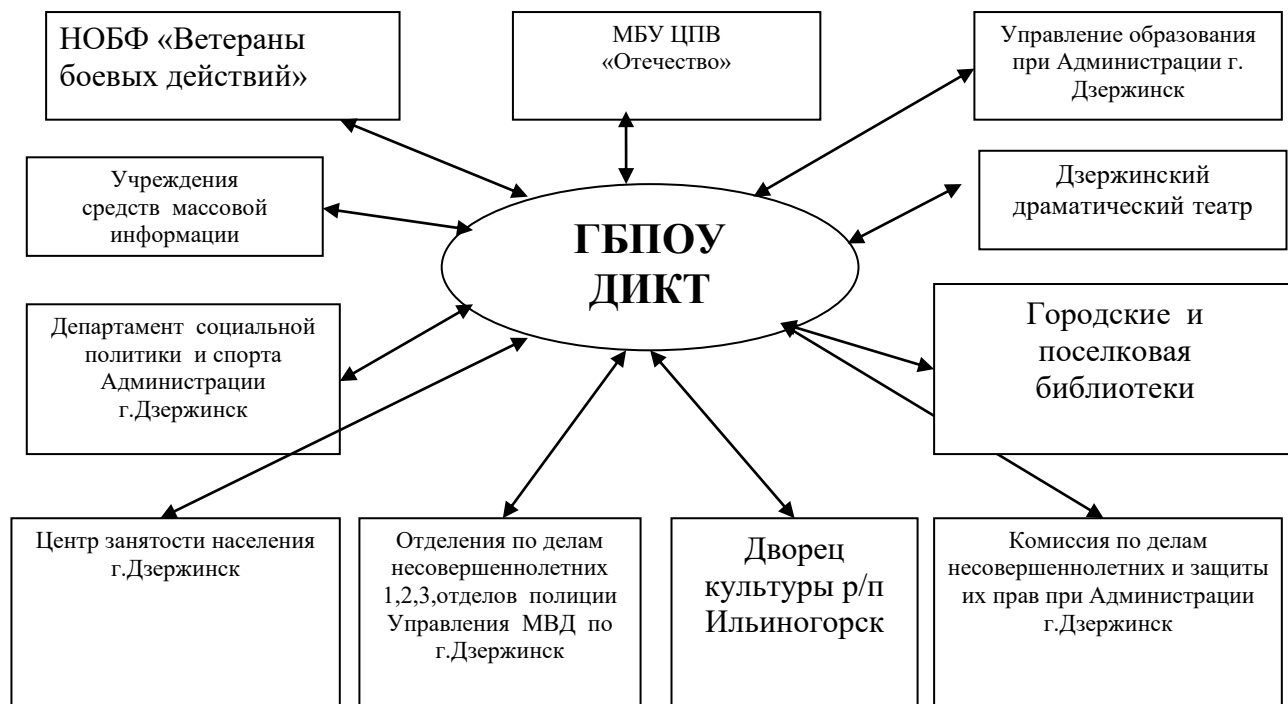 НОБФ «Ветераны
боевых действий»
МБУ ЦПВ
«Отечество»
Управление образования
при Администрации г.
Дзержинск
Учреждения
средств массовой
информации
ГБПОУ
ДИКТ
Дзержинский
драматический театр
Департамент социальной
политики и спорта
Администрации
г.Дзержинск
Городские и
поселковая
библиотеки
Центр занятости населения
г.Дзержинск
Отделения по делам
несовершеннолетних
1,2,3,отделов полиции
Управления МВД по
г.Дзержинск
Дворец
культуры р/п
Ильиногорск
Комиссия по делам
несовершеннолетних и защиты
их прав при Администрации
г.Дзержинск